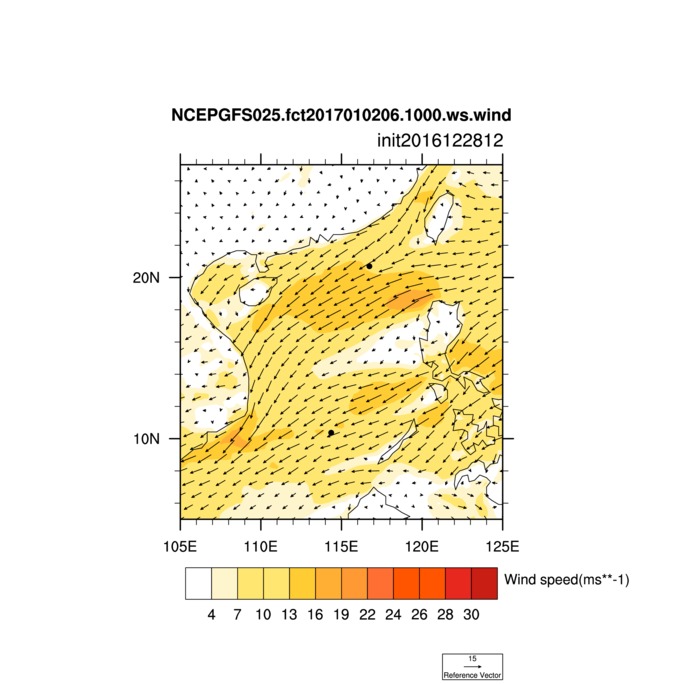 NCEPGFS025.fct2017010206.1000.ws.wind
init2016122812
20N
10N
105E 110E 115E 120E 125E
4 7 10 13 16 19 22 24 26 28 30
Wind speed(ms**-1)
15
Reference Vector